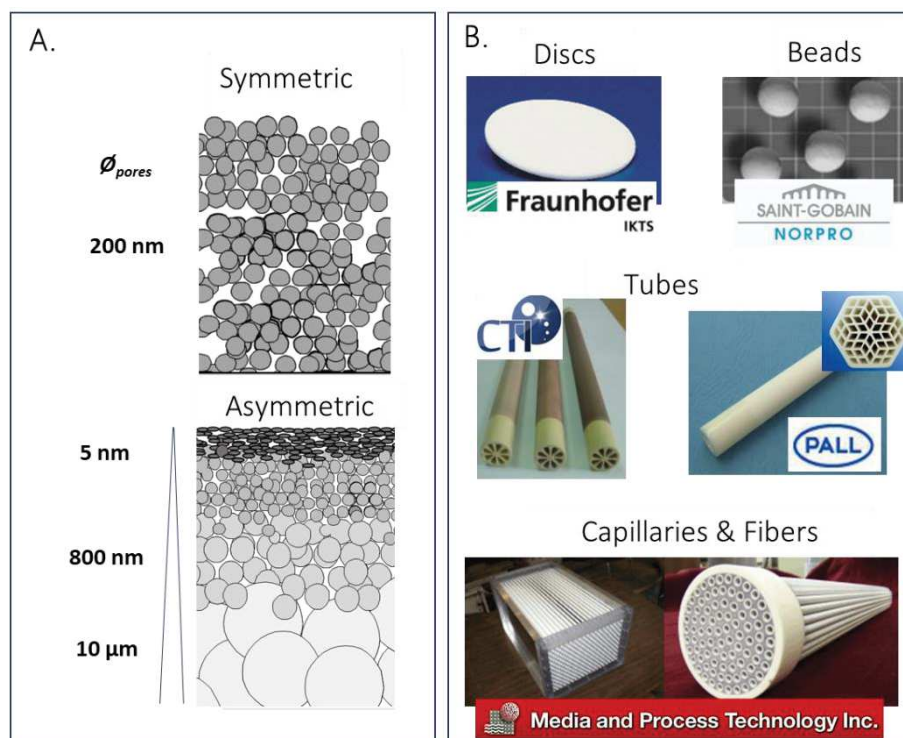 A.
Symmetric
Ø pores
200 nm
Asymmetric
5 nm
800 nm
10 µm
B.
Discs
Beads
Fraunhofer
IKTS
SAINT-GOBAIN
NORPRO
Tubes
CTI
PALL
Capillaries & Fibers
Media and Process Technology Inc.